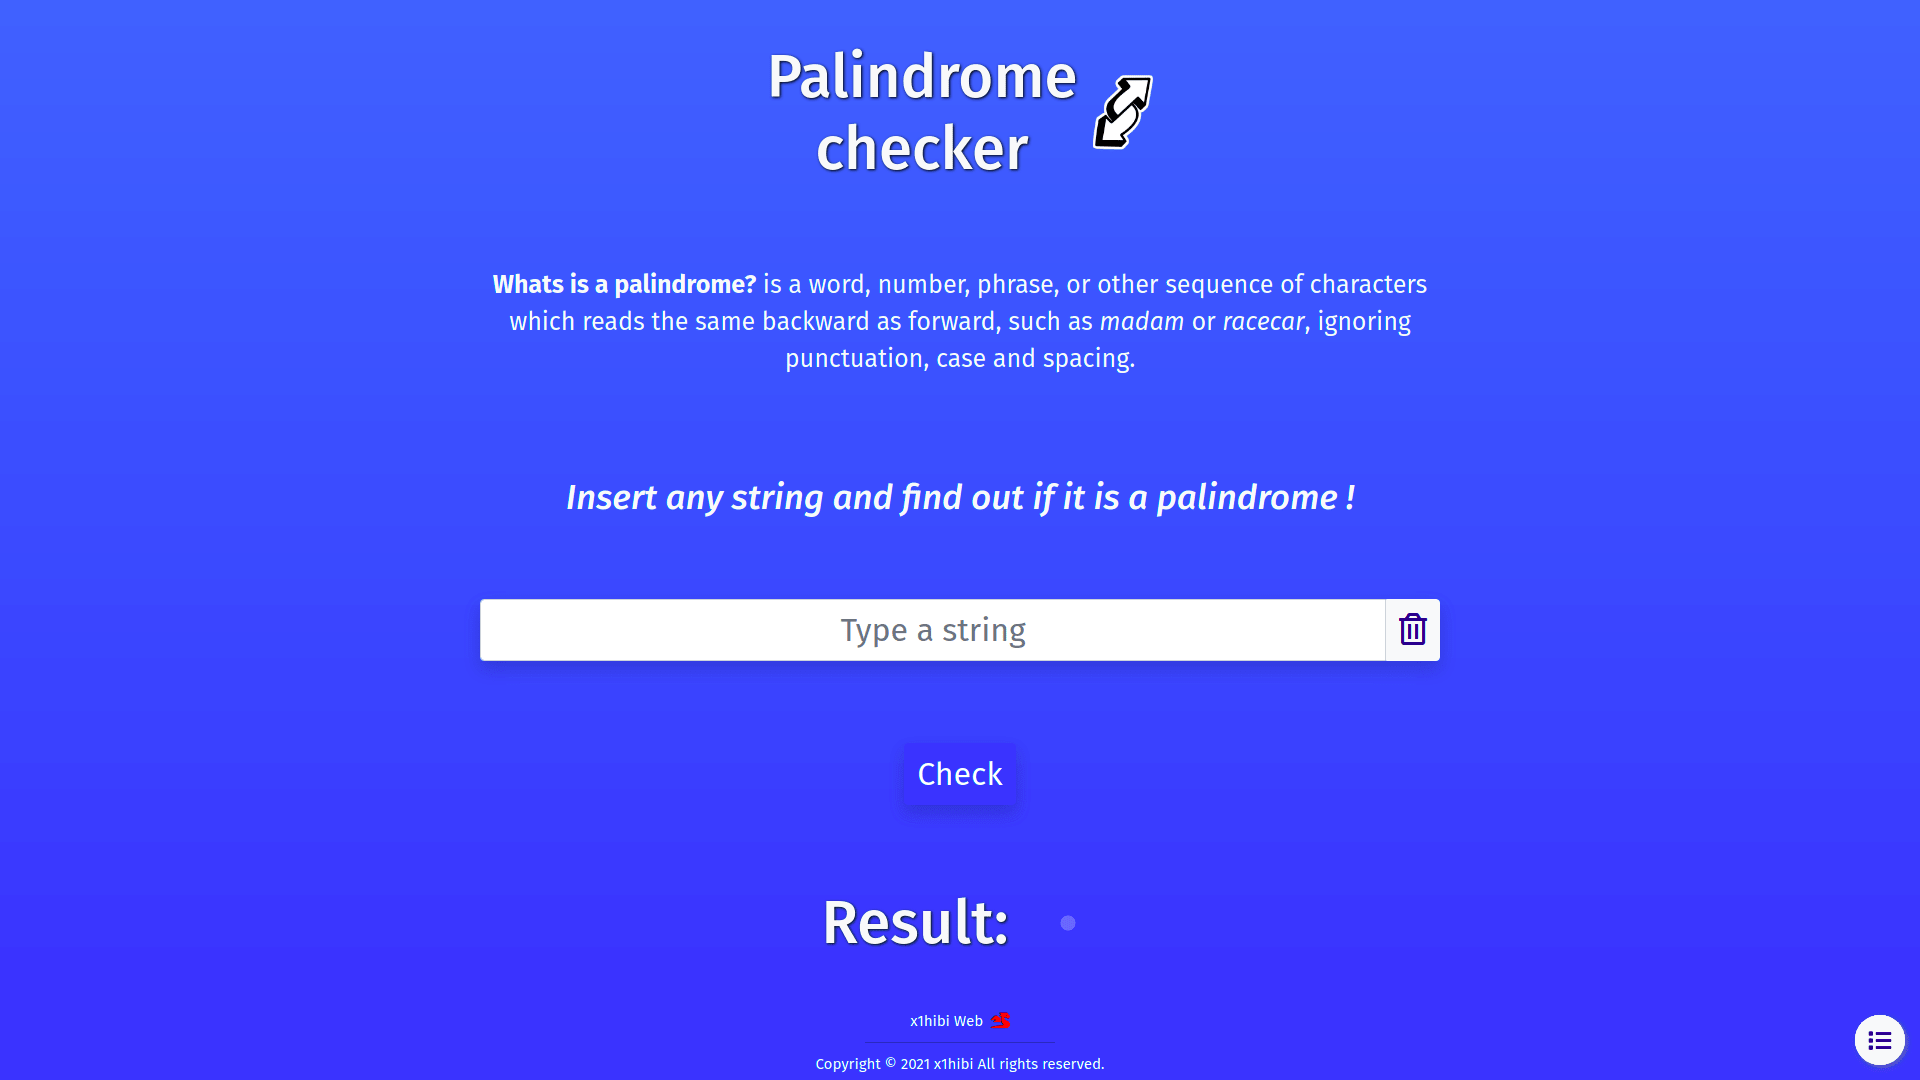 Palindrome
checker
Whats is a palindrome? is a word, number, phrase, or other sequence of characters
which reads the same backward as forward, such as madam or racecar, ignoring
punctuation, case and spacing.
Insert any string and find out if it is a palindrome !
Type a string
Check
Result:
x1hibi Web
Copyright © 2021 x1hibi All rights reserved.